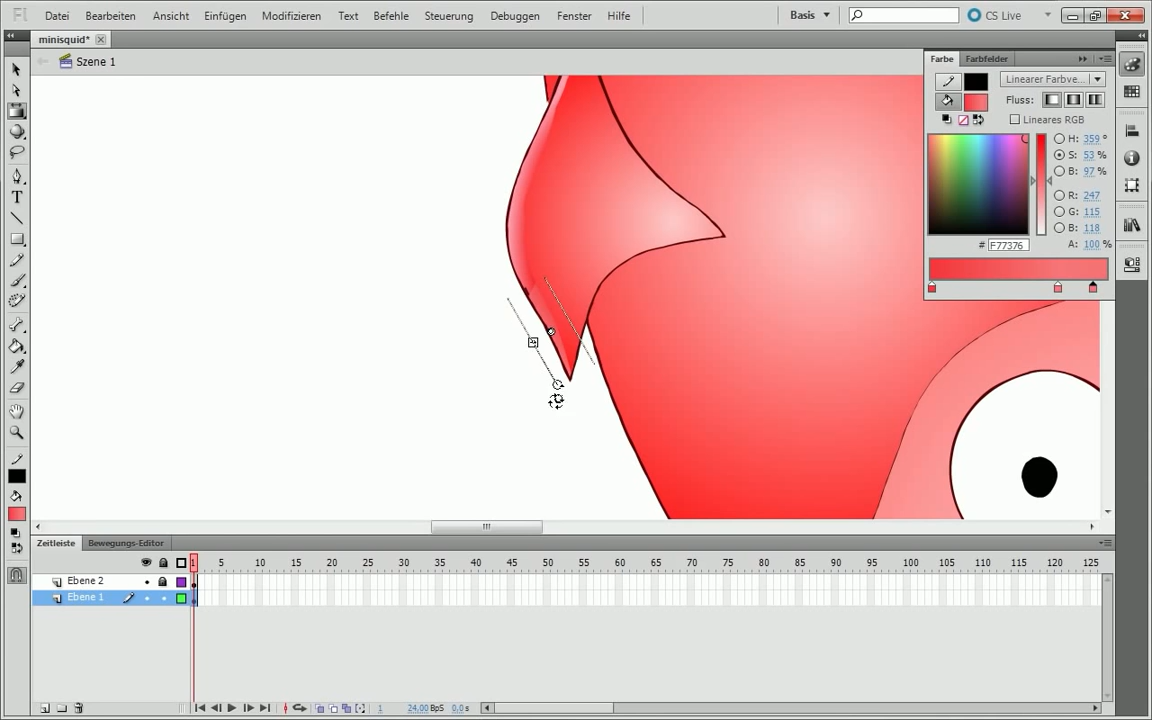 Fl Datei Bearbeiten Ansicht Einfügen Modifizieren Text Befehle Steuerung Debuggen Fenster Hilfe Basis CS Live
minisquid*
Szene 1
Farbe Farbfelder
Linearer Farbve...
Fluss:
Lineares RGB
H: 359 °
S: 53 %
B: 97 %
R: 247
G: 115
B: 118
A: 100 %
# F77376
Zeitleiste Bewegungs-Editor
1 5 10 15 20 25 30 35 40 45 50 55 60 65 70 75 80 85 90 95 100 105 110 115 120 125
Ebene 2
Ebene 1
1 24,00 BpS 0,0 s